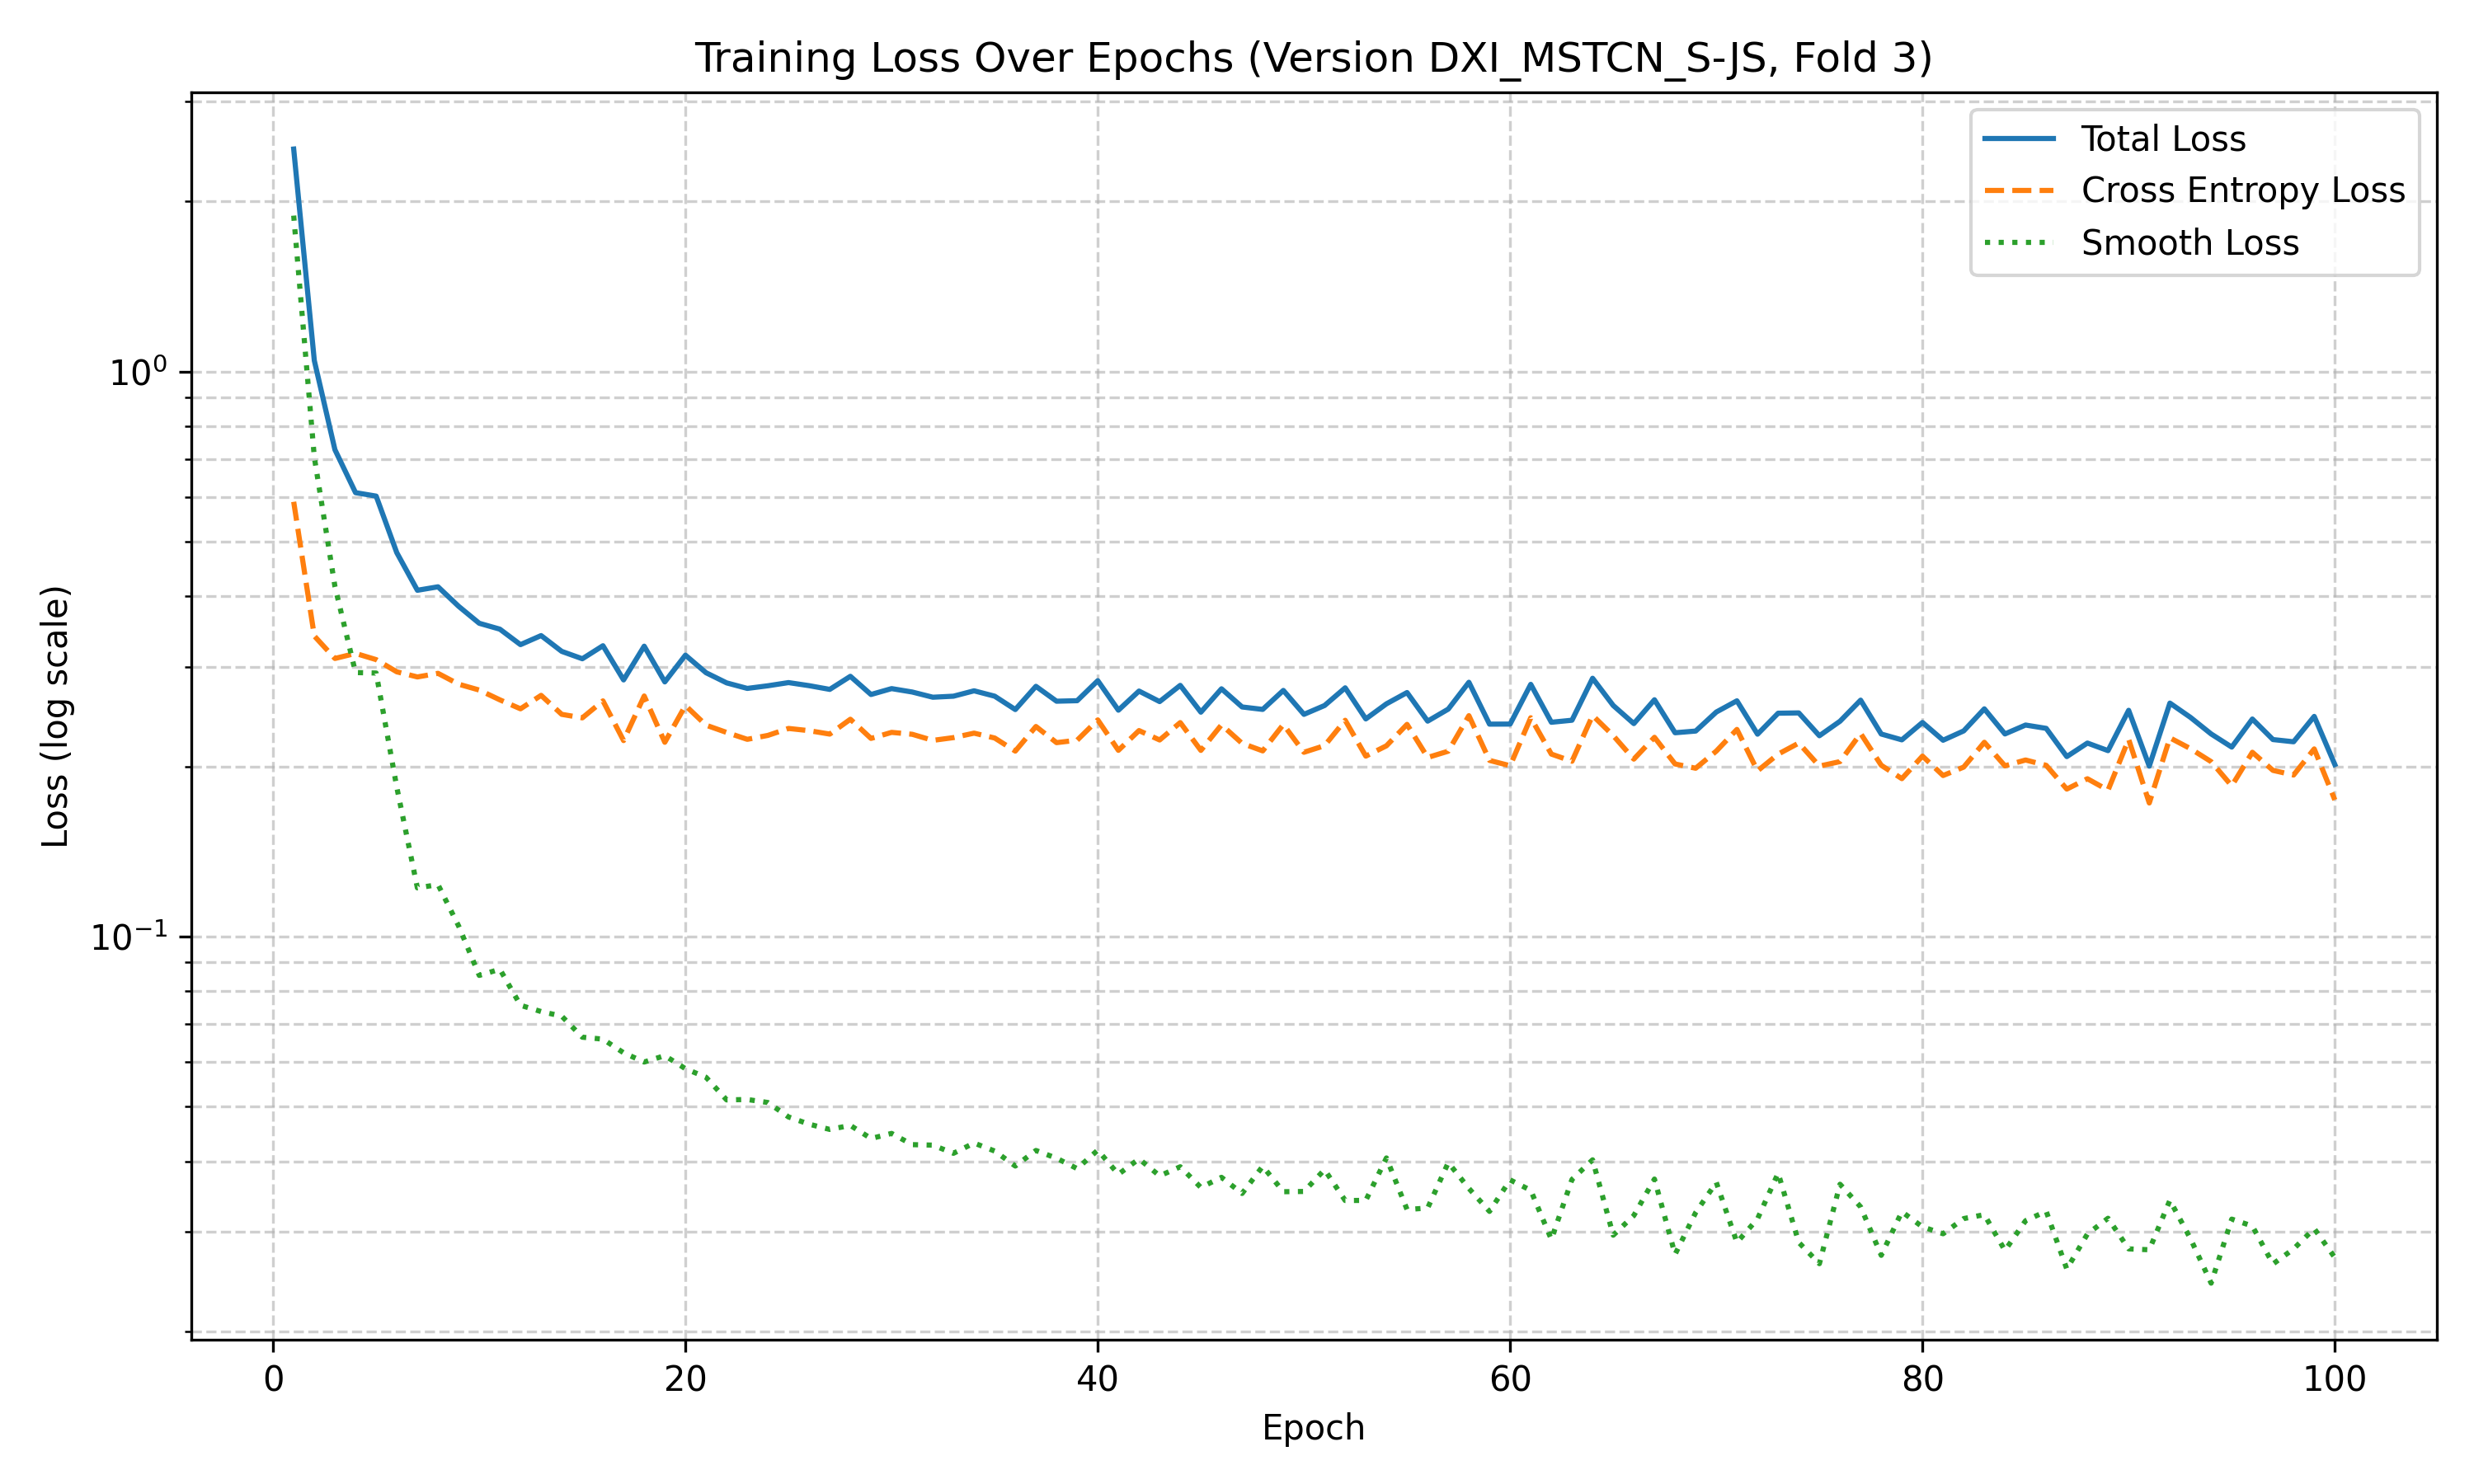 Training Loss Over Epochs (Version DXI_MSTCN_S-JS, Fold 3)
Total Loss
Cross Entropy Loss
Smooth Loss
Loss (log scale)
10⁰
10⁻¹
0 20 40 60 80 100
Epoch